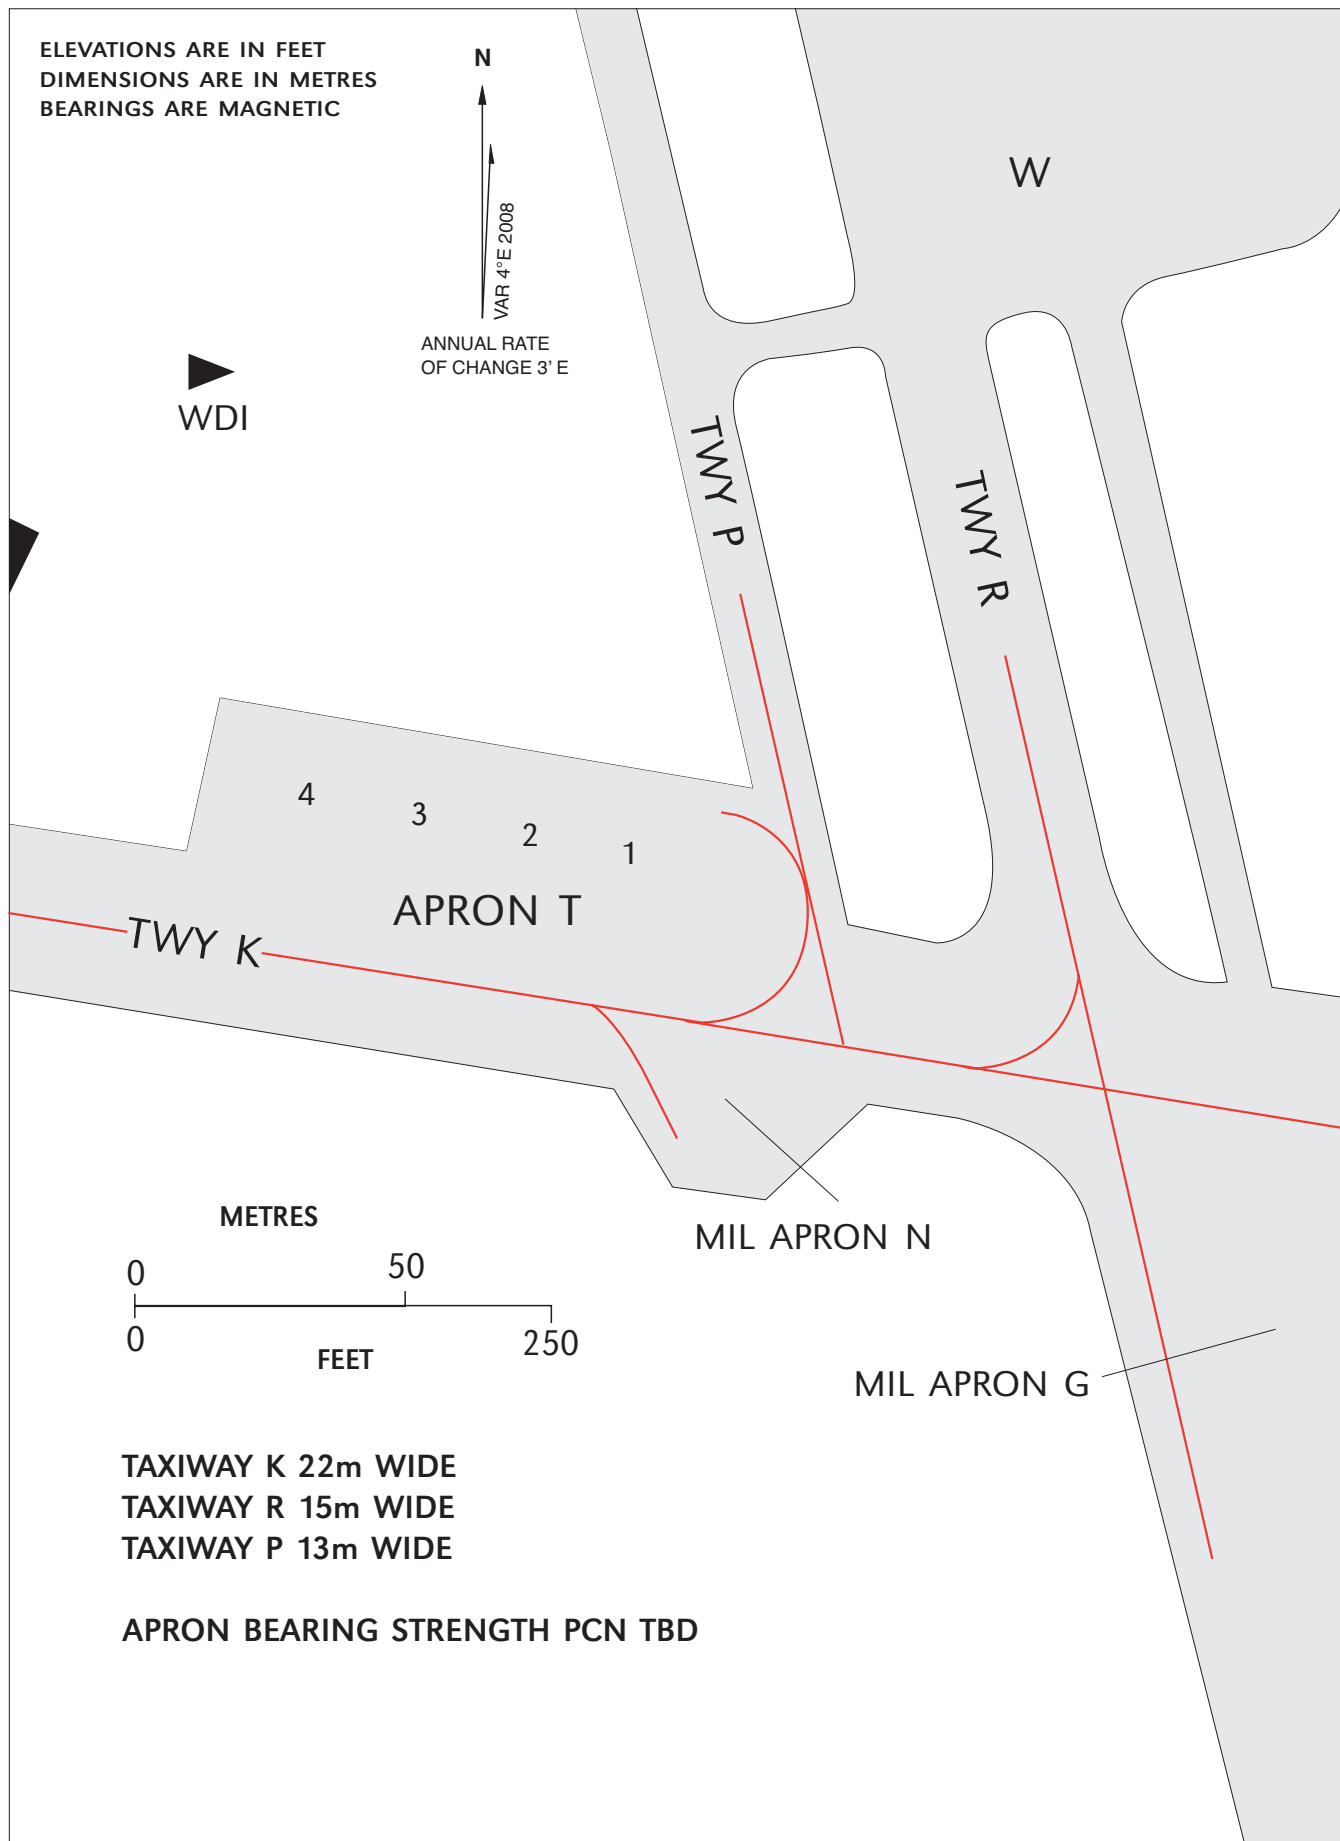 ELEVATIONS ARE IN FEET
DIMENSIONS ARE IN METRES
BEARINGS ARE MAGNETIC
N
VAR 4°E 2008
ANNUAL RATE
OF CHANGE 3' E
W
WDI
TWY P
TWY R
4
3
2
1
APRON T
TWY K
METRES
0
50
0
250
FEET
MIL APRON N
MIL APRON G
TAXIWAY K 22m WIDE
TAXIWAY R 15m WIDE
TAXIWAY P 13m WIDE
APRON BEARING STRENGTH PCN TBD